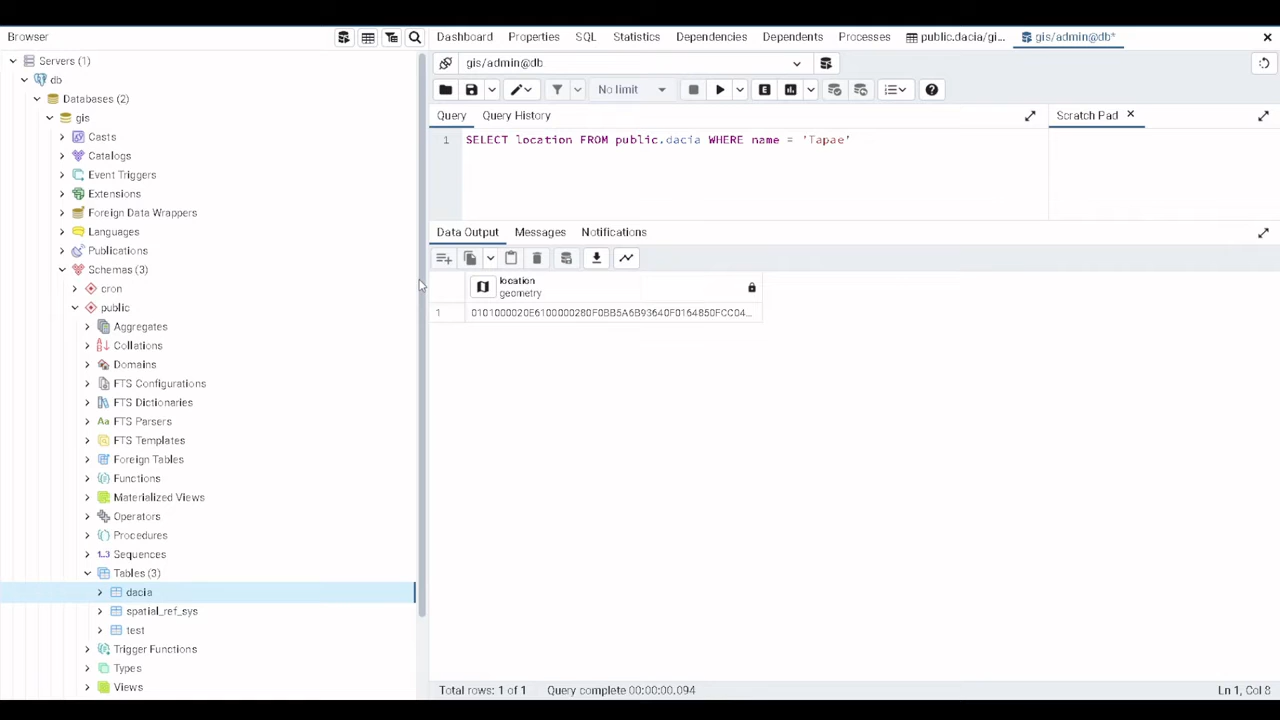 Browser
Dashboard Properties SQL Statistics Dependencies Dependents Processes public.dacia/gi... gis/admin@db*
Servers (1)
db
Databases (2)
gis
Casts
Catalogs
Event Triggers
Extensions
Foreign Data Wrappers
Languages
Publications
Schemas (3)
cron
public
Aggregates
Collations
Domains
FTS Configurations
FTS Dictionaries
Aa FTS Parsers
FTS Templates
Foreign Tables
Functions
Materialized Views
Operators
Procedures
1..3 Sequences
Tables (3)
dacia
spatial_ref_sys
test
Trigger Functions
Types
Views
gis/admin@db
No limit
E
Query Query History
Scratch Pad
1 SELECT location FROM public.dacia WHERE name = 'Tapae'
Data Output Messages Notifications
location
geometry
1 0101000020E6100000280F0BB5A6B93640F0164850FCC04...
Total rows: 1 of 1 Query complete 00:00:00.094
Ln 1, Col 8